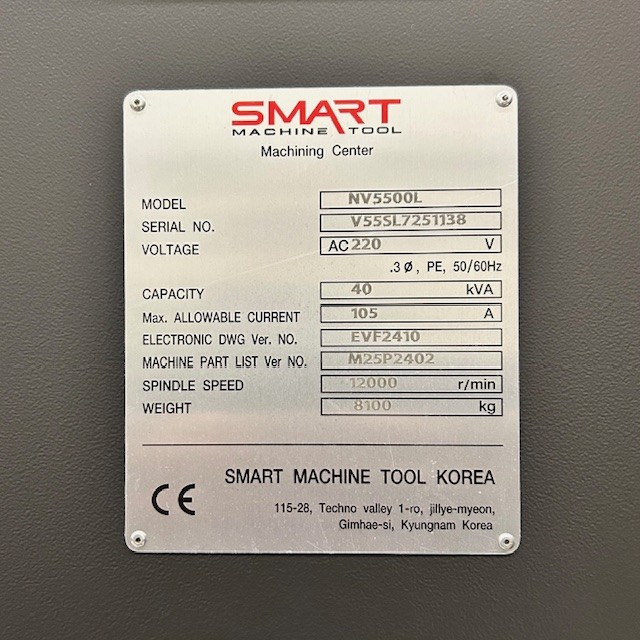 SMART
MACHINE TOOL
Machining Center
MODEL NV5500L
SERIAL NO. V55SL7251138
VOLTAGE AC 220 V
.3 Ø, PE, 50/60Hz
CAPACITY 40 kVA
Max. ALLOWABLE CURRENT 105 A
ELECTRONIC DWG Ver. NO. EVF2410
MACHINE PART LIST Ver NO. M25P2402
SPINDLE SPEED 12000 r/min
WEIGHT 8100 kg
SMART MACHINE TOOL KOREA
CE
115-28, Techno valley 1-ro, jillye-myeon,
Gimhae-si, Kyungnam Korea